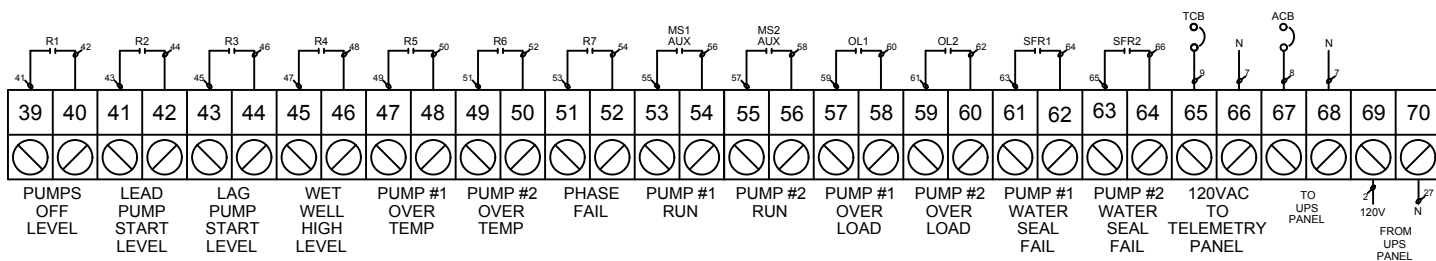 R1 R2 R3 R4 R5 R6 R7 MS1 AUX MS2 AUX OL1 OL2 SFR1 SFR2 TCB N ACB N
41 42 43 44 45 46 47 48 49 50 51 52 53 54 55 56 57 58 59 60 61 62 63 64 65 66 9 7 8 7
39 40 41 42 43 44 45 46 47 48 49 50 51 52 53 54 55 56 57 58 59 60 61 62 63 64 65 66 67 68 69 70
PUMPS
OFF
LEVEL
LEAD
PUMP
START
LEVEL
LAG
PUMP
START
LEVEL
WET
WELL
HIGH
LEVEL
PUMP #1
OVER
TEMP
PUMP #2
OVER
TEMP
PHASE
FAIL
PUMP #1
RUN
PUMP #2
RUN
PUMP #1
OVER
LOAD
PUMP #2
OVER
LOAD
PUMP #1
WATER
SEAL
FAIL
PUMP #2
WATER
SEAL
FAIL
120VAC
TO
TELEMETRY
PANEL
TO
UPS
PANEL
2
120V
27
N
FROM
UPS
PANEL